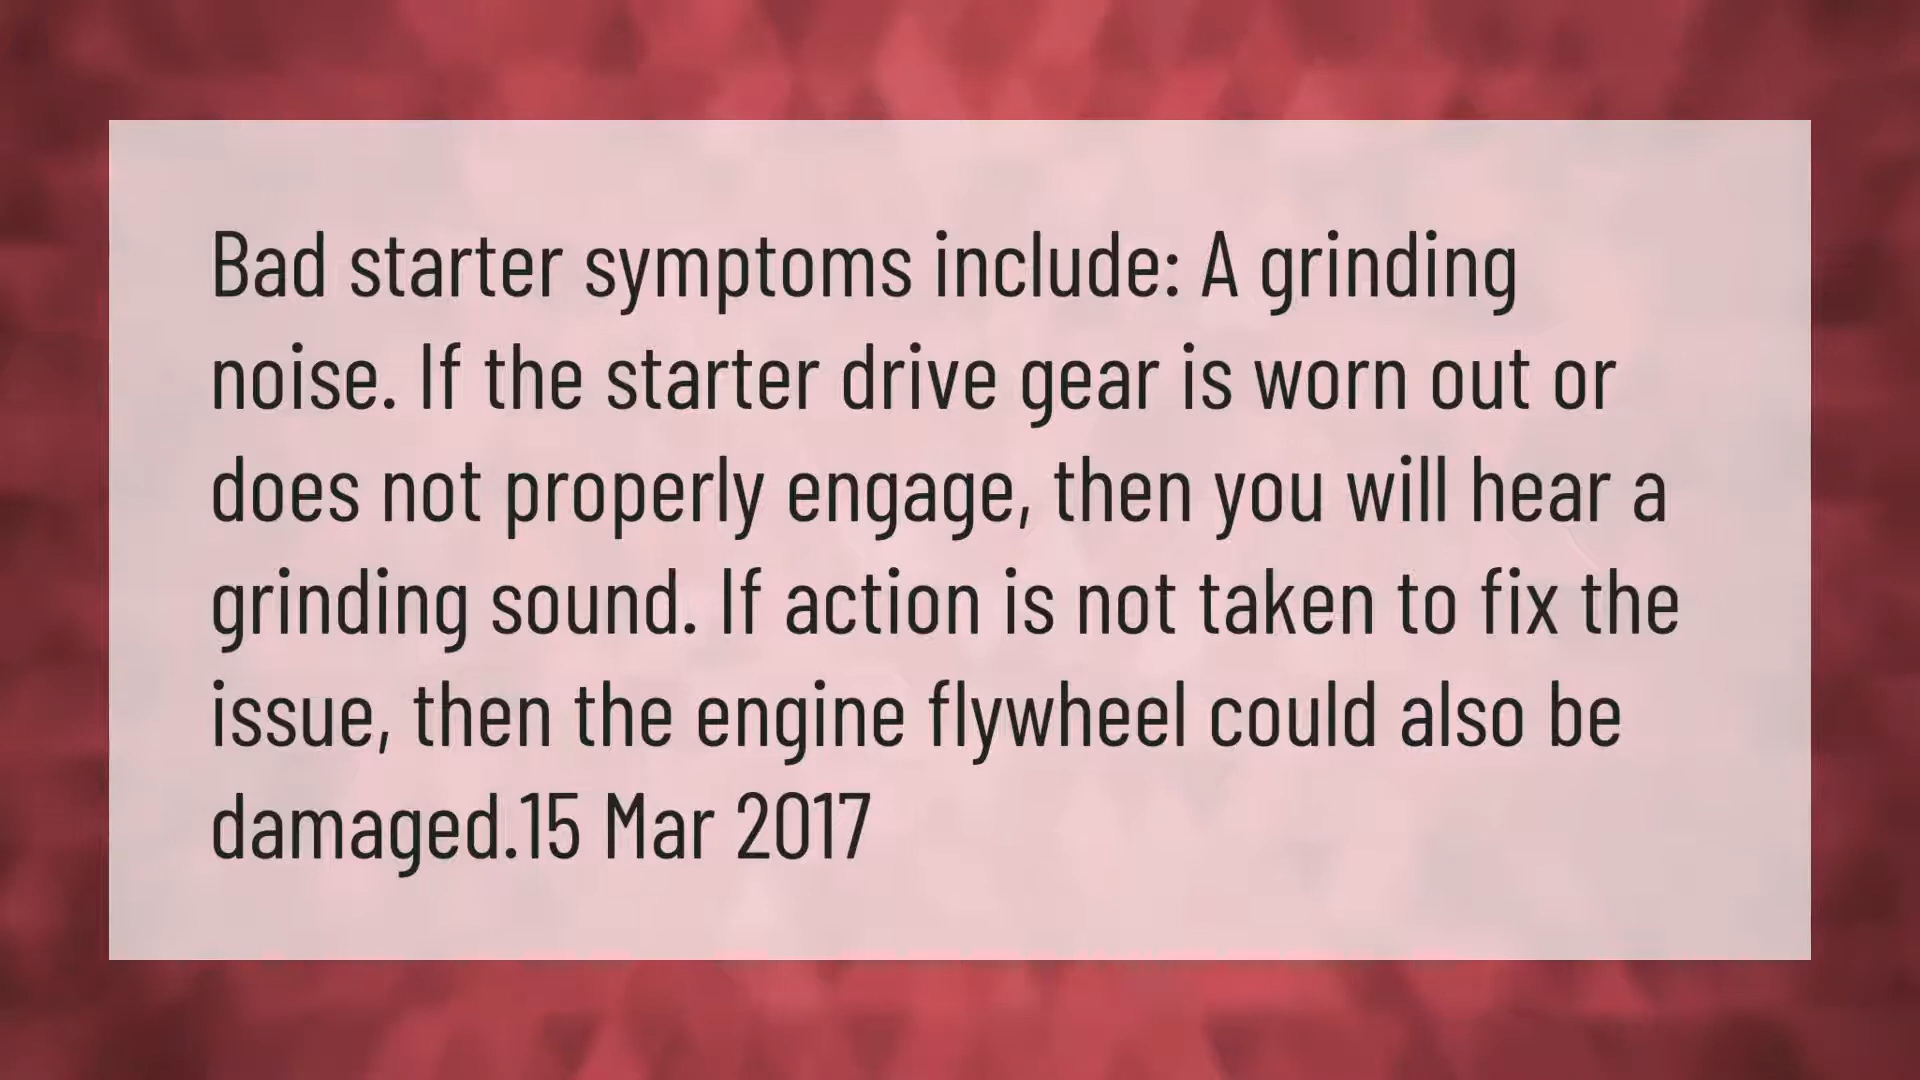 Bad starter symptoms include: A grinding
noise. If the starter drive gear is worn out or
does not properly engage, then you will hear a
grinding sound. If action is not taken to fix the
issue, then the engine flywheel could also be
damaged.15 Mar 2017